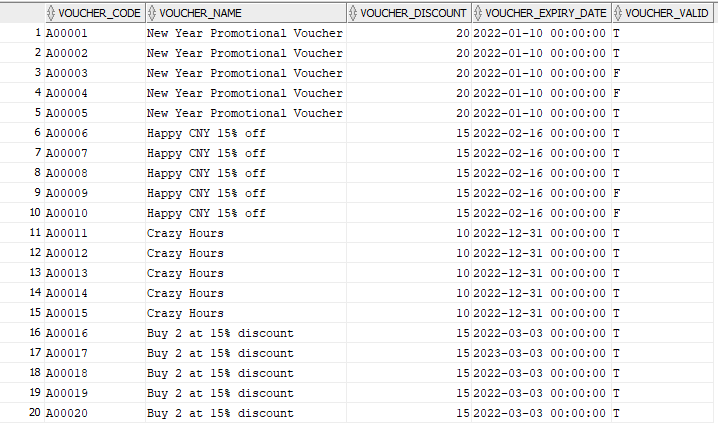 VOUCHER_CODE VOUCHER_NAME VOUCHER_DISCOUNT VOUCHER_EXPIRY_DATE VOUCHER_VALID
1 A00001 New Year Promotional Voucher 20 2022-01-10 00:00:00 T
2 A00002 New Year Promotional Voucher 20 2022-01-10 00:00:00 T
3 A00003 New Year Promotional Voucher 20 2022-01-10 00:00:00 F
4 A00004 New Year Promotional Voucher 20 2022-01-10 00:00:00 F
5 A00005 New Year Promotional Voucher 20 2022-01-10 00:00:00 T
6 A00006 Happy CNY 15% off 15 2022-02-16 00:00:00 T
7 A00007 Happy CNY 15% off 15 2022-02-16 00:00:00 T
8 A00008 Happy CNY 15% off 15 2022-02-16 00:00:00 T
9 A00009 Happy CNY 15% off 15 2022-02-16 00:00:00 F
10 A00010 Happy CNY 15% off 15 2022-02-16 00:00:00 F
11 A00011 Crazy Hours 10 2022-12-31 00:00:00 T
12 A00012 Crazy Hours 10 2022-12-31 00:00:00 T
13 A00013 Crazy Hours 10 2022-12-31 00:00:00 T
14 A00014 Crazy Hours 10 2022-12-31 00:00:00 T
15 A00015 Crazy Hours 10 2022-12-31 00:00:00 T
16 A00016 Buy 2 at 15% discount 15 2022-03-03 00:00:00 T
17 A00017 Buy 2 at 15% discount 15 2023-03-03 00:00:00 T
18 A00018 Buy 2 at 15% discount 15 2022-03-03 00:00:00 T
19 A00019 Buy 2 at 15% discount 15 2022-03-03 00:00:00 T
20 A00020 Buy 2 at 15% discount 15 2022-03-03 00:00:00 T